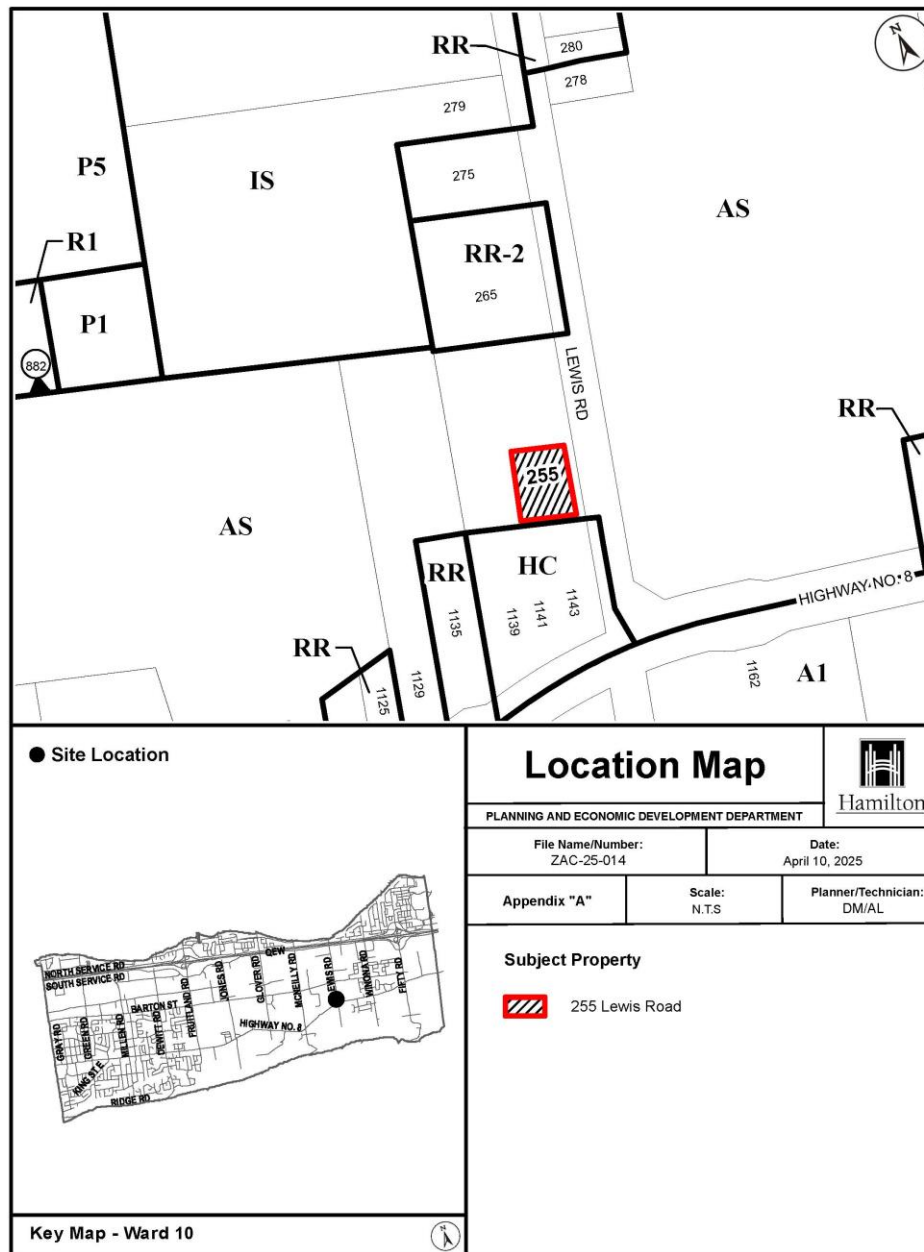 N
RR
280
278
279
P5
IS
275
AS
R1
RR-2
P1
265
882
LEWIS RD
RR
255
AS
RR
HC
HIGHWAY NO. 8
1135
1139
1141
1143
RR
1129
1125
1162
A1
Site Location
NORTH SERVICE RD
SOUTH SERVICE RD
QEW
GRAY RD
GREEN RD
MILLEN RD
DEWITT RD
BARTON ST
FRUITLAND RD
JONES RD
GLOVER RD
MCNEILLY RD
LEWIS RD
WINONA RD
FIFTY RD
HIGHWAY NO. 8
KING ST E
RIDGE RD
Key Map - Ward 10
N
Location Map
Hamilton
PLANNING AND ECONOMIC DEVELOPMENT DEPARTMENT
File Name/Number:
ZAC-25-014
Date:
April 10, 2025
Appendix "A"
Scale:
N.T.S
Planner/Technician:
DM/AL
Subject Property
255 Lewis Road